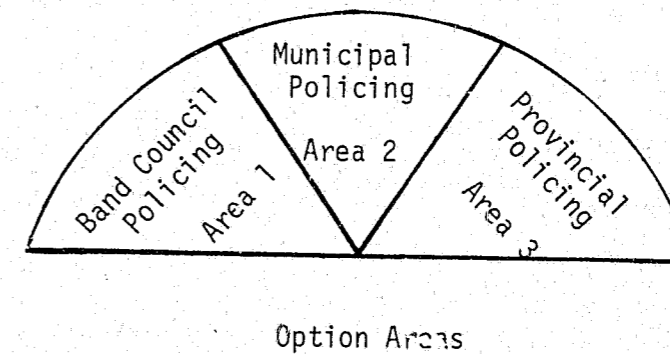 Band Council
Policing
Area 1
Municipal
Policing
Area 2
Provincial
Policing
Area 3
Option Areas